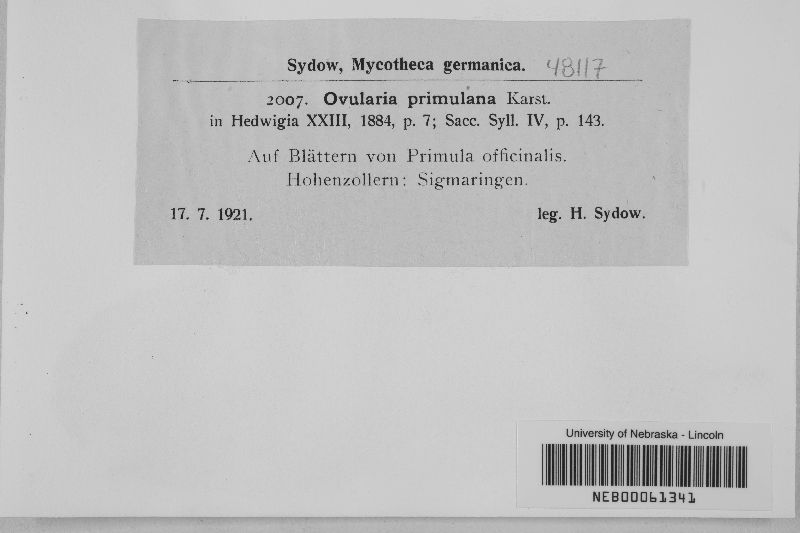 Sydow, Mycotheca germanica. 48117
2007. Ovularia primulana Karst.
in Hedwigia XXIII, 1884, p. 7; Sacc. Syll. IV, p. 143.
Auf Blättern von Primula officinalis.
Hohenzollern: Sigmaringen.
17. 7. 1921. leg. H. Sydow.
University of Nebraska - Lincoln
NEB00061341